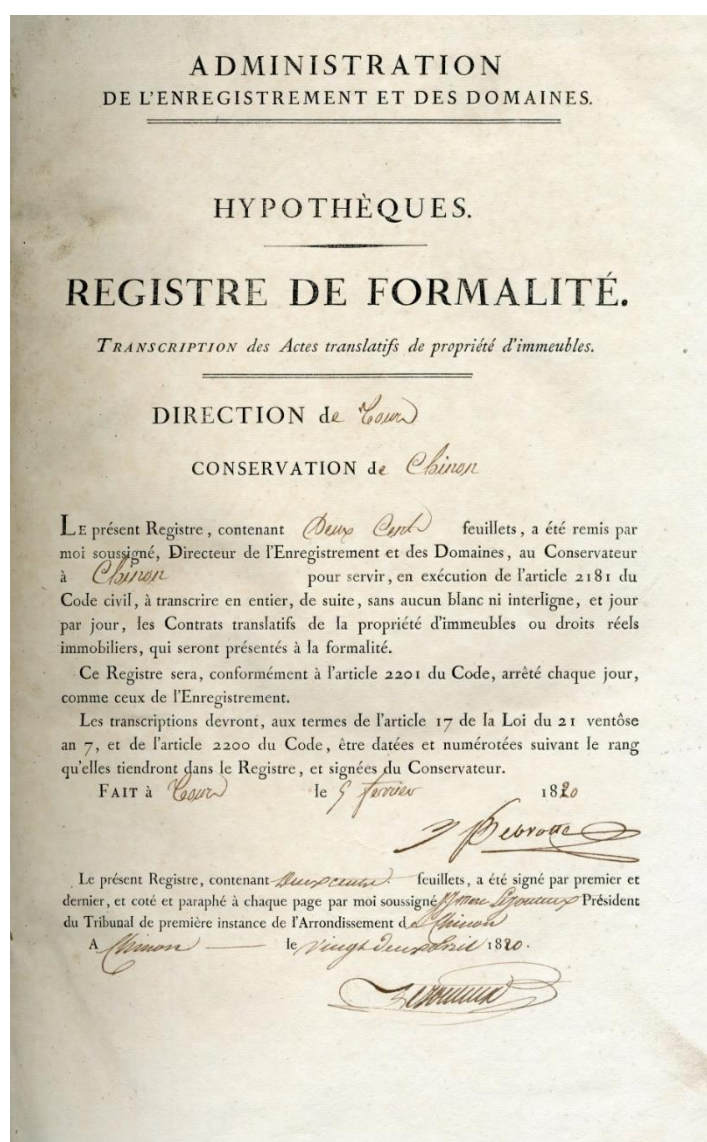 ADMINISTRATION
DE L'ENREGISTREMENT ET DES DOMAINES.
HYPOTHÈQUES.
REGISTRE DE FORMALITÉ.
TRANSCRIPTION des Actes translatifs de propriété d'immeubles.
DIRECTION de Tours
CONSERVATION de Chinon
LE présent Registre, contenant Deux Cent feuillets, a été remis par
moi soussigné, Directeur de l'Enregistrement et des Domaines, au Conservateur
à Chinon pour servir, en exécution de l'article 2181 du
Code civil, à transcrire en entier, de suite, sans aucun blanc ni interligne, et jour
par jour, les Contrats translatifs de la propriété d'immeubles ou droits réels
immobiliers, qui seront présentés à la formalité.
Ce Registre sera, conformément à l'article 2201 du Code, arrêté chaque jour,
comme ceux de l'Enregistrement.
Les transcriptions devront, aux termes de l'article 17 de la Loi du 21 ventôse
an 7, et de l'article 2200 du Code, être datées et numérotées suivant le rang
qu'elles tiendront dans le Registre, et signées du Conservateur.
FAIT à Tours le 5 fevrier 1820
Le présent Registre, contenant deux cents feuillets, a été signé par premier et
dernier, et coté et paraphé à chaque page par moi soussigné Président
du Tribunal de première instance de l'Arrondissement de Chinon
A Chinon le vingt deux 1820.